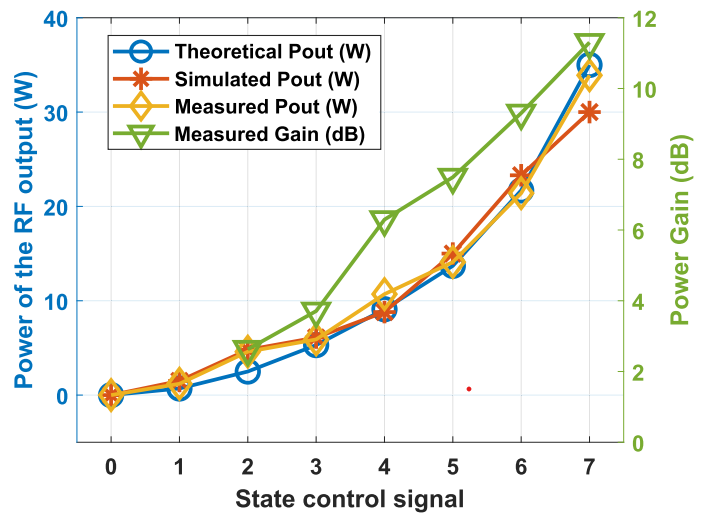 Theoretical Pout (W)
Simulated Pout (W)
Measured Pout (W)
Measured Gain (dB)
Power of the RF output (W)
40
30
20
10
0
Power Gain (dB)
12
10
8
6
4
2
0
0 1 2 3 4 5 6 7
State control signal